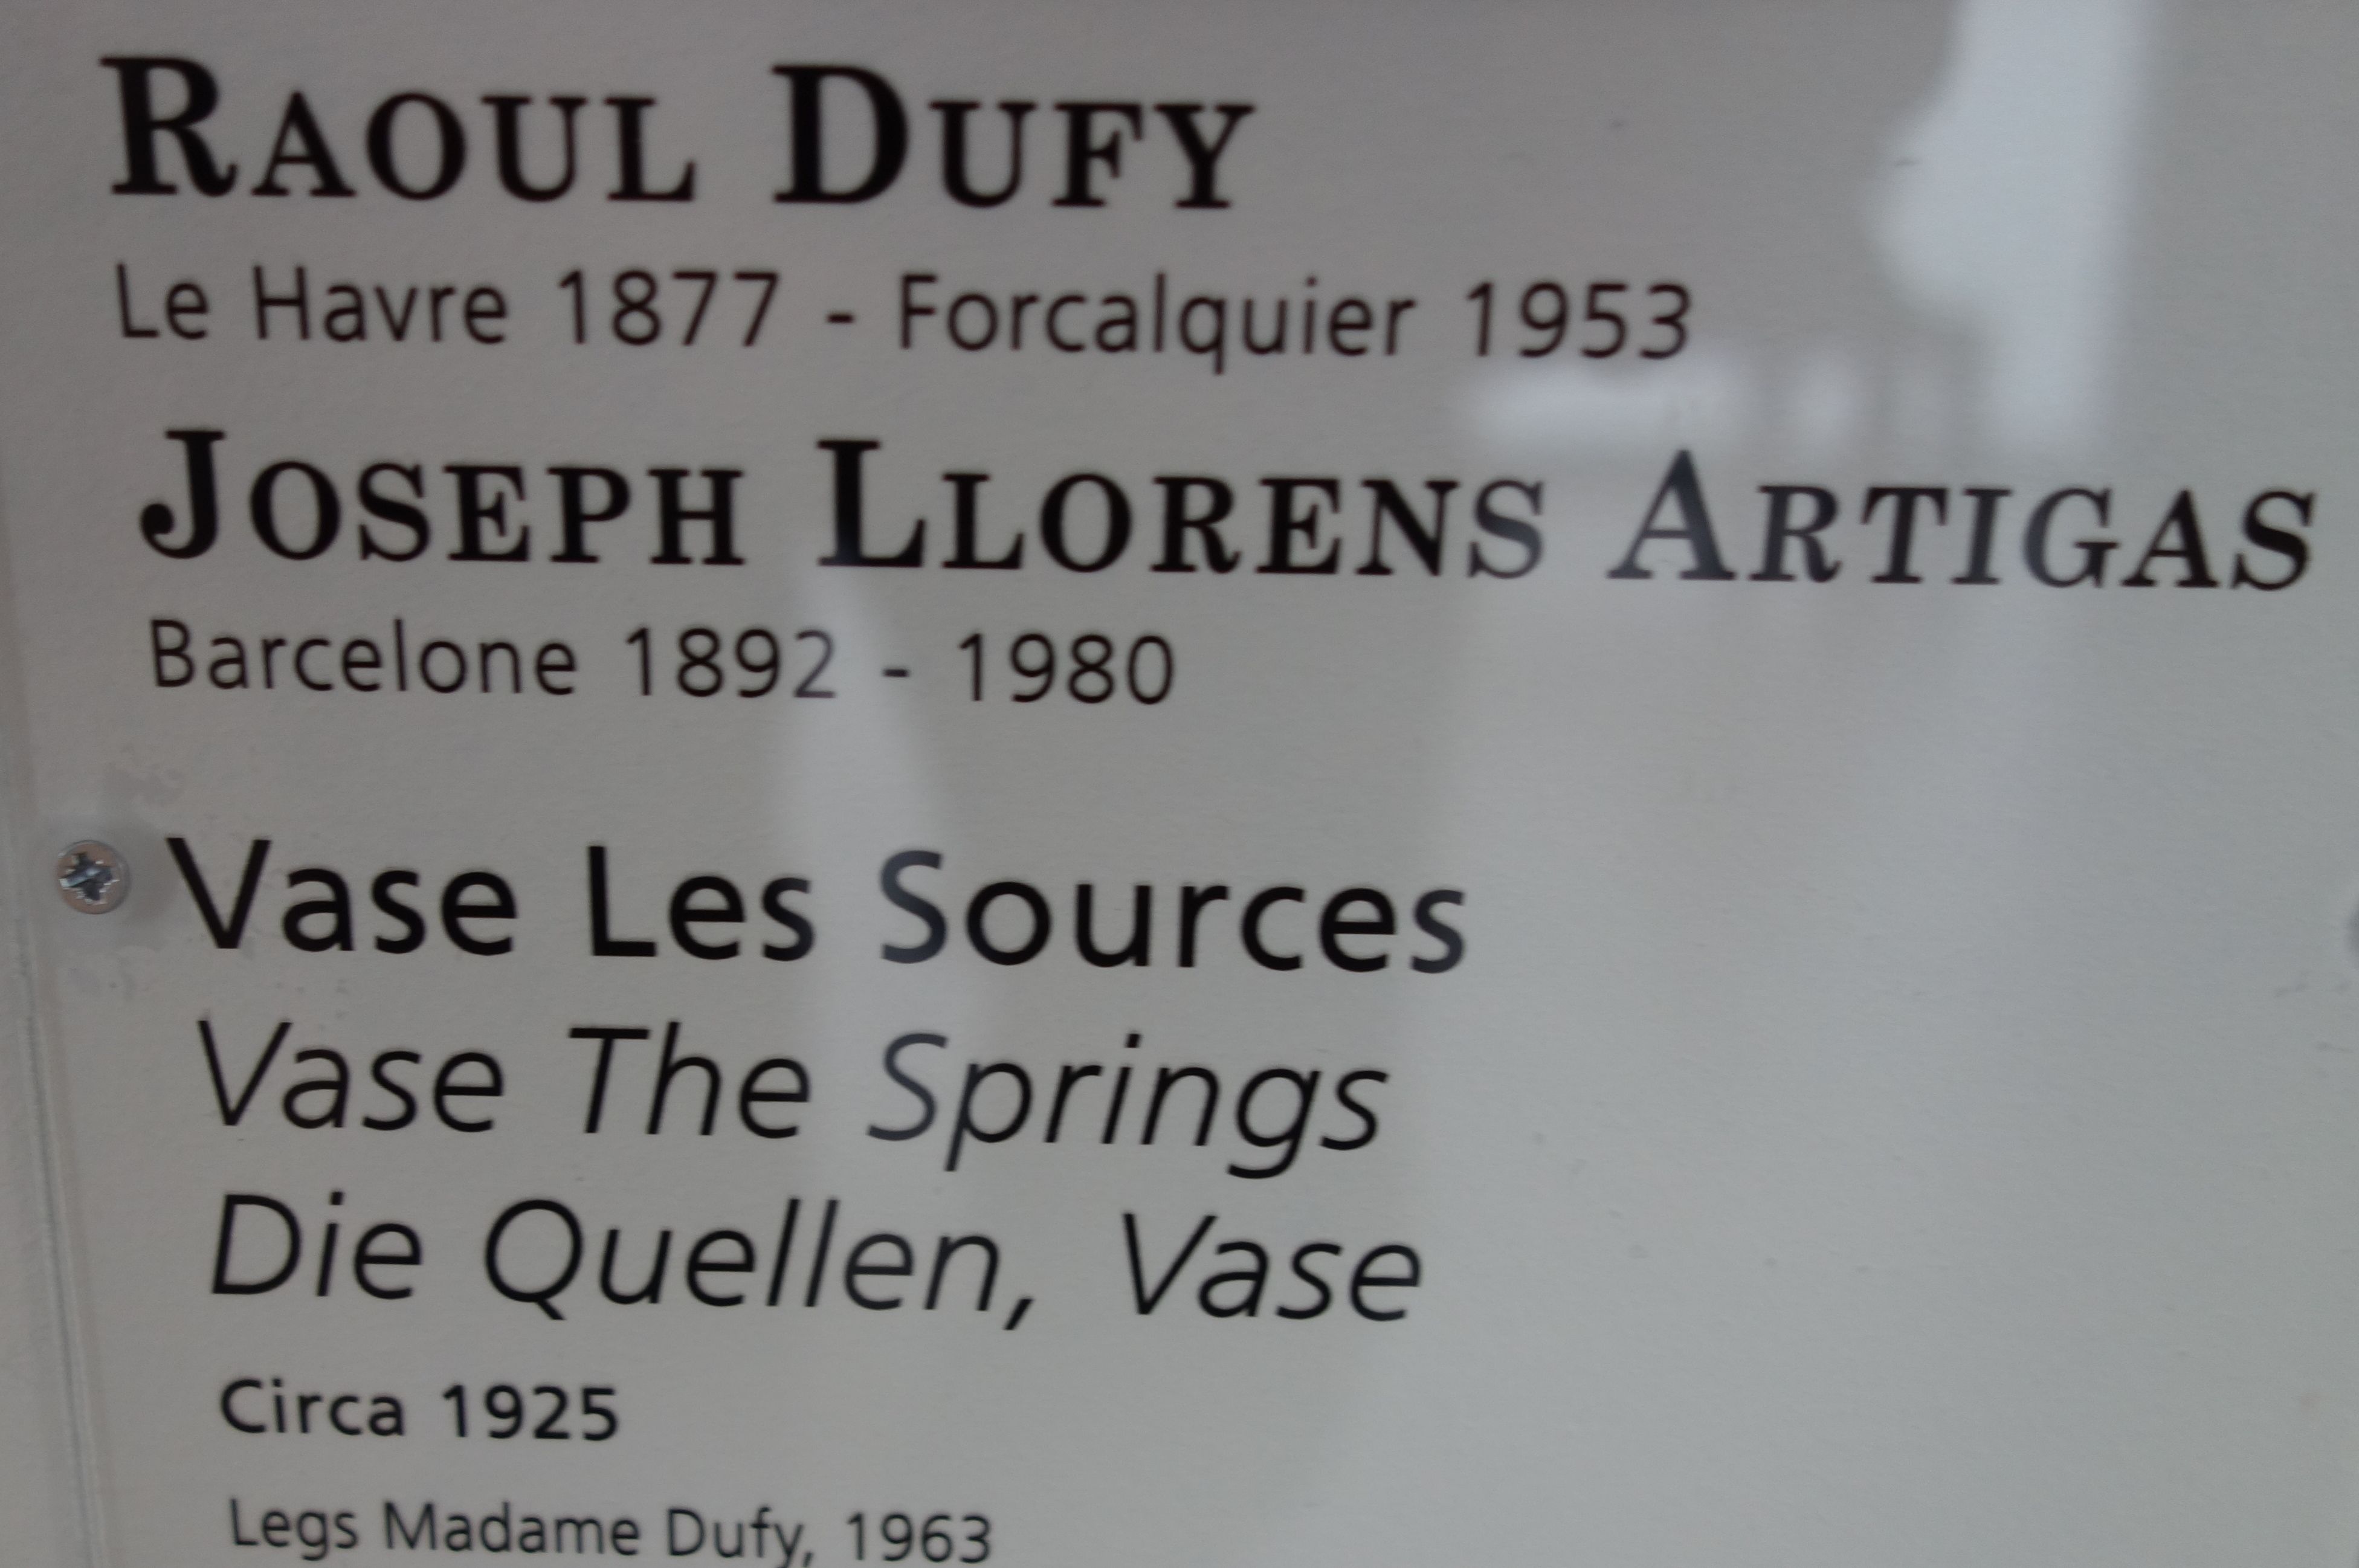 RAOUL DUFY
Le Havre 1877 - Forcalquier 1953
JOSEPH LLORENS ARTIGAS
Barcelone 1892 - 1980
Vase Les Sources
Vase The Springs
Die Quellen, Vase
Circa 1925
Legs Madame Dufy, 1963